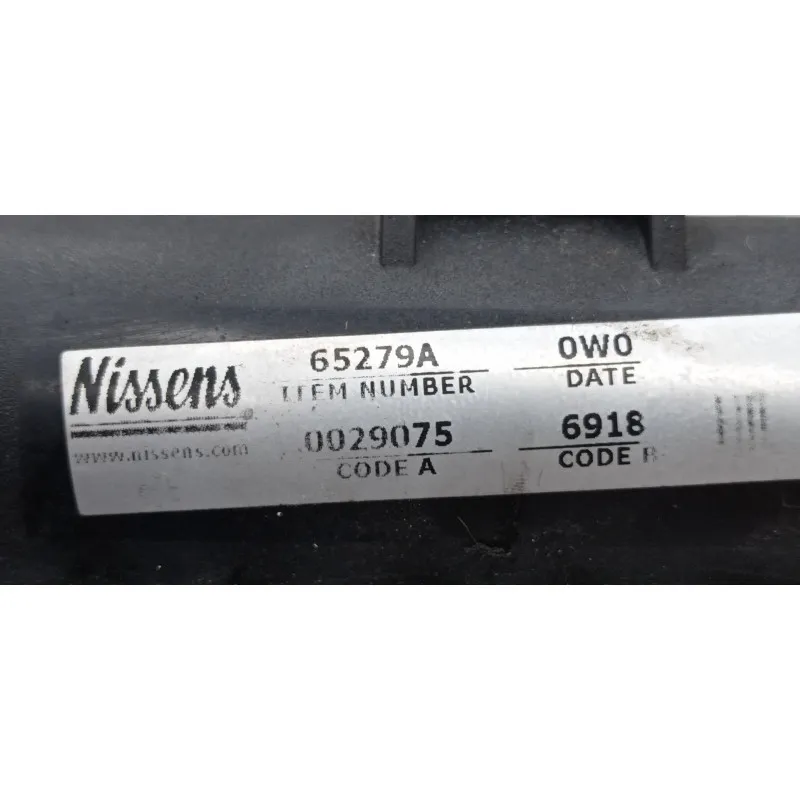 Nissens®
www.nissens.com
65279A
ITEM NUMBER
0029075
CODE A
0W0
DATE
6918
CODE B